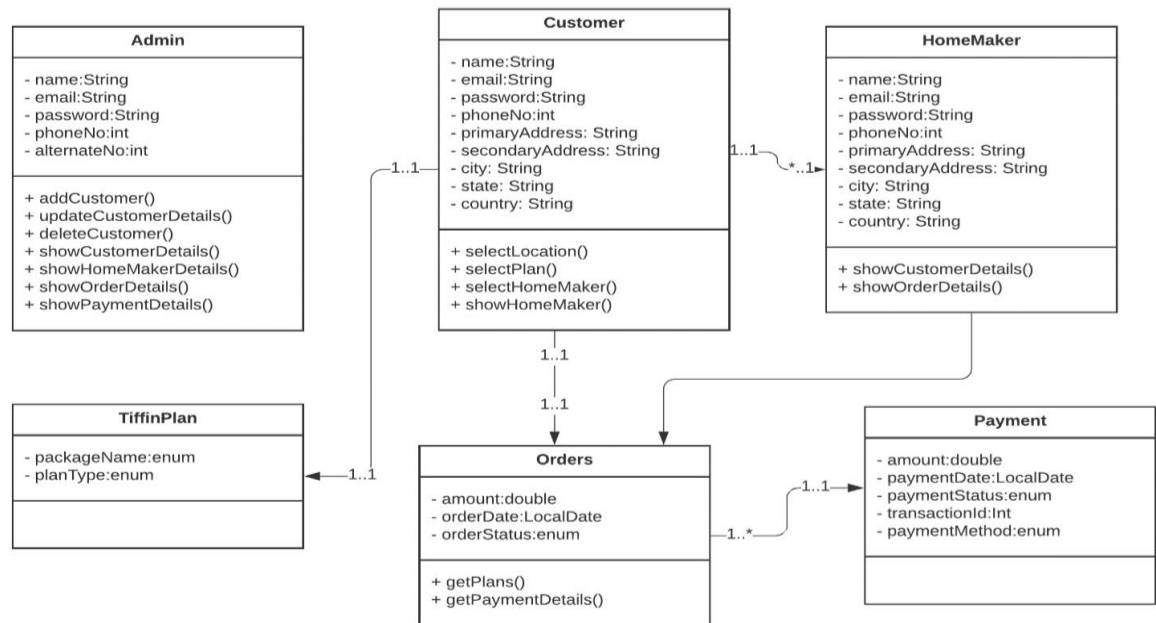 Admin
- name:String
- email:String
- password:String
- phoneNo:int
- alternateNo:int
+ addCustomer()
+ updateCustomerDetails()
+ deleteCustomer()
+ showCustomerDetails()
+ showHomeMakerDetails()
+ showOrderDetails()
+ showPaymentDetails()
Customer
- name:String
- email:String
- password:String
- phoneNo:int
- primaryAddress: String
- secondaryAddress: String
- city: String
- state: String
- country: String
+ selectLocation()
+ selectPlan()
+ selectHomeMaker()
+ showHomeMaker()
HomeMaker
- name:String
- email:String
- password:String
- phoneNo:int
- primaryAddress: String
- secondaryAddress: String
- city: String
- state: String
- country: String
+ showCustomerDetails()
+ showOrderDetails()
1..1
1..1
*..1
1..1
1..1
TiffinPlan
- packageName:enum
- planType:enum
1..1
Orders
- amount:double
- orderDate:LocalDate
- orderStatus:enum
+ getPlans()
+ getPaymentDetails()
1..*
1..1
Payment
- amount:double
- paymentDate:LocalDate
- paymentStatus:enum
- transactionId:Int
- paymentMethod:enum